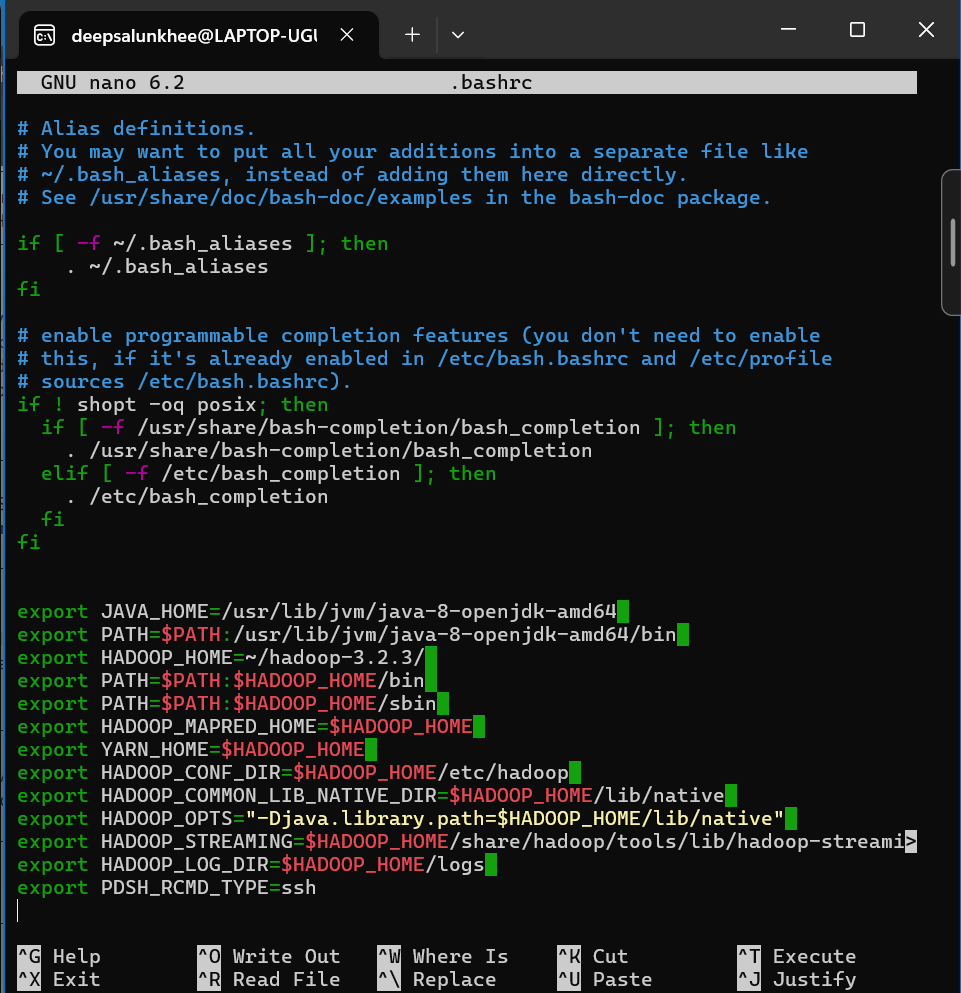 deepsalunkhee@LAPTOP-UGU
GNU nano 6.2 .bashrc
# Alias definitions.
# You may want to put all your additions into a separate file like
# ~/.bash_aliases, instead of adding them here directly.
# See /usr/share/doc/bash-doc/examples in the bash-doc package.
if [ -f ~/.bash_aliases ]; then
    . ~/.bash_aliases
fi
# enable programmable completion features (you don't need to enable
# this, if it's already enabled in /etc/bash.bashrc and /etc/profile
# sources /etc/bash.bashrc).
if ! shopt -oq posix; then
  if [ -f /usr/share/bash-completion/bash_completion ]; then
    . /usr/share/bash-completion/bash_completion
  elif [ -f /etc/bash_completion ]; then
    . /etc/bash_completion
  fi
fi
export JAVA_HOME=/usr/lib/jvm/java-8-openjdk-amd64
export PATH=$PATH:/usr/lib/jvm/java-8-openjdk-amd64/bin
export HADOOP_HOME=~/hadoop-3.2.3/
export PATH=$PATH:$HADOOP_HOME/bin
export PATH=$PATH:$HADOOP_HOME/sbin
export HADOOP_MAPRED_HOME=$HADOOP_HOME
export YARN_HOME=$HADOOP_HOME
export HADOOP_CONF_DIR=$HADOOP_HOME/etc/hadoop
export HADOOP_COMMON_LIB_NATIVE_DIR=$HADOOP_HOME/lib/native
export HADOOP_OPTS="-Djava.library.path=$HADOOP_HOME/lib/native"
export HADOOP_STREAMING=$HADOOP_HOME/share/hadoop/tools/lib/hadoop-streami>
export HADOOP_LOG_DIR=$HADOOP_HOME/logs
export PDSH_RCMD_TYPE=ssh
^G Help ^O Write Out ^W Where Is ^K Cut ^T Execute
^X Exit ^R Read File ^\ Replace ^U Paste ^J Justify